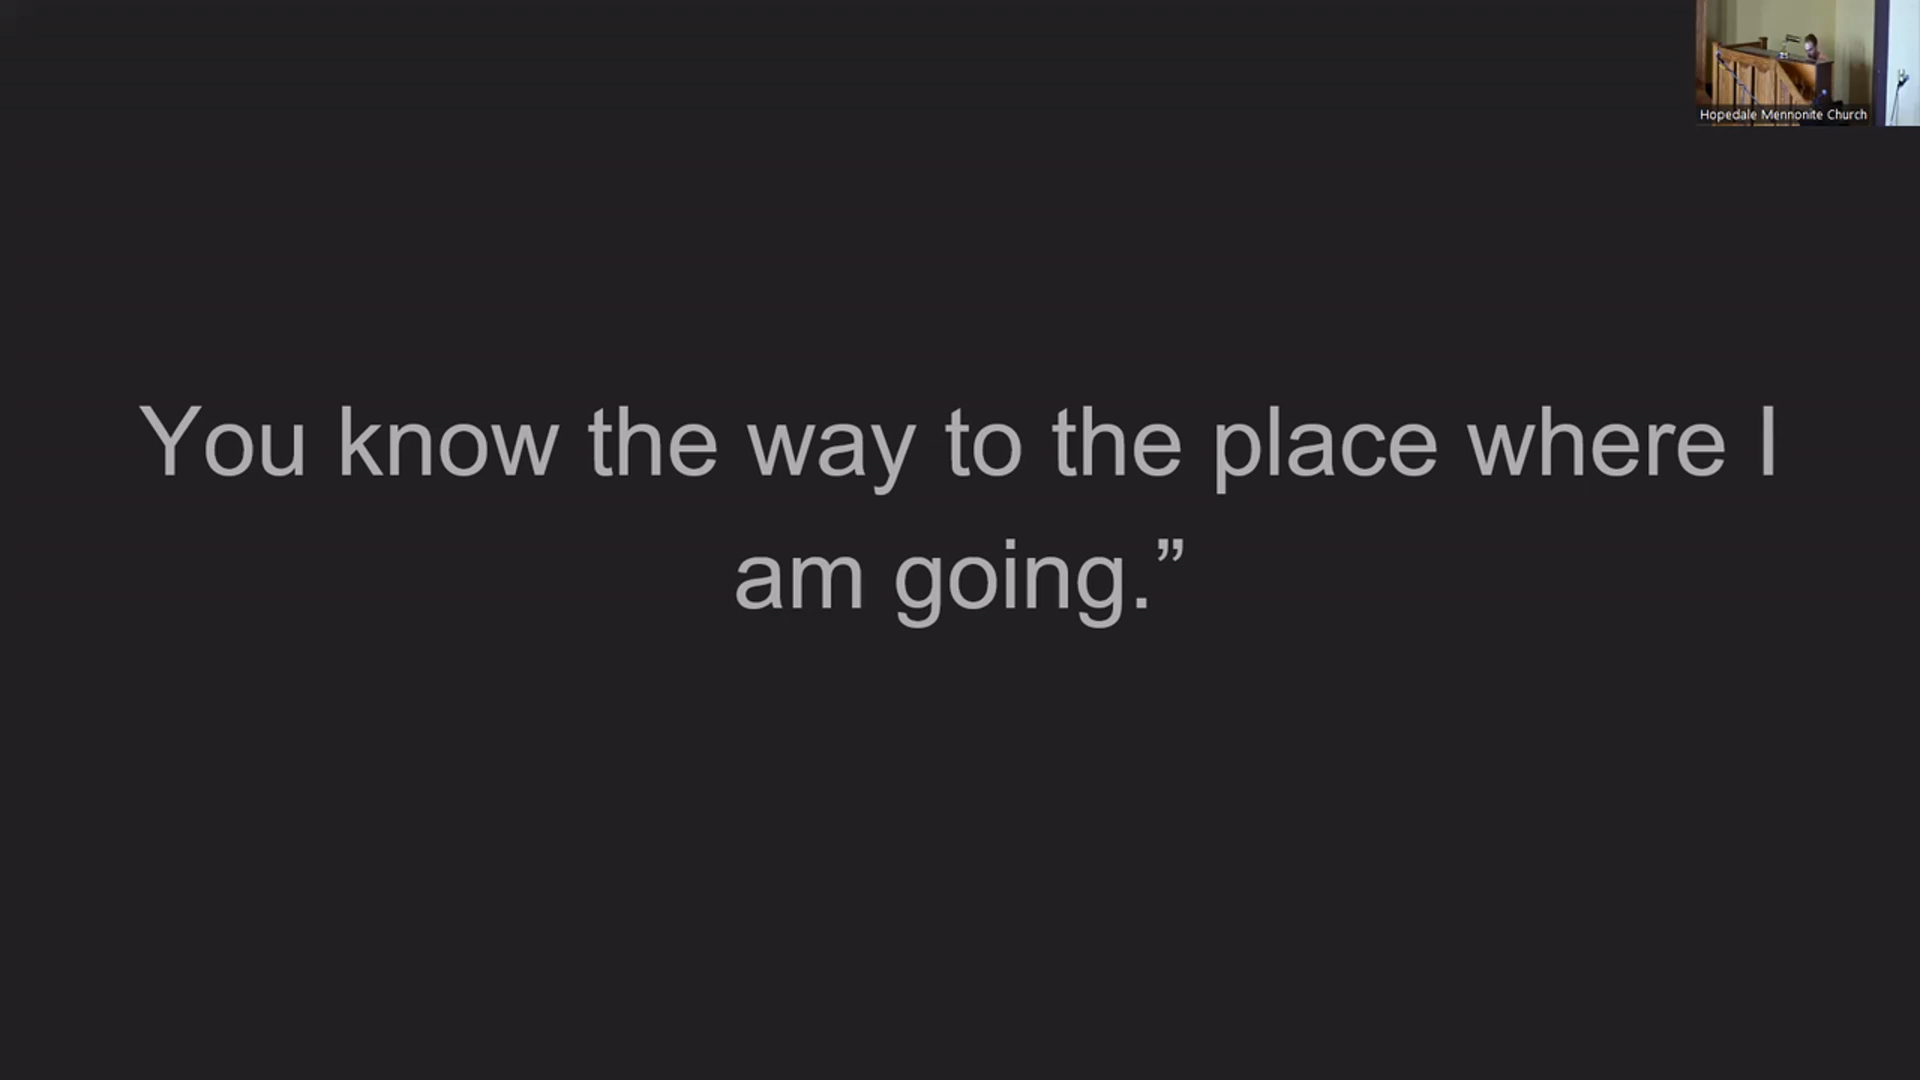 Hopedale Mennonite Church
You know the way to the place where I
am going.”